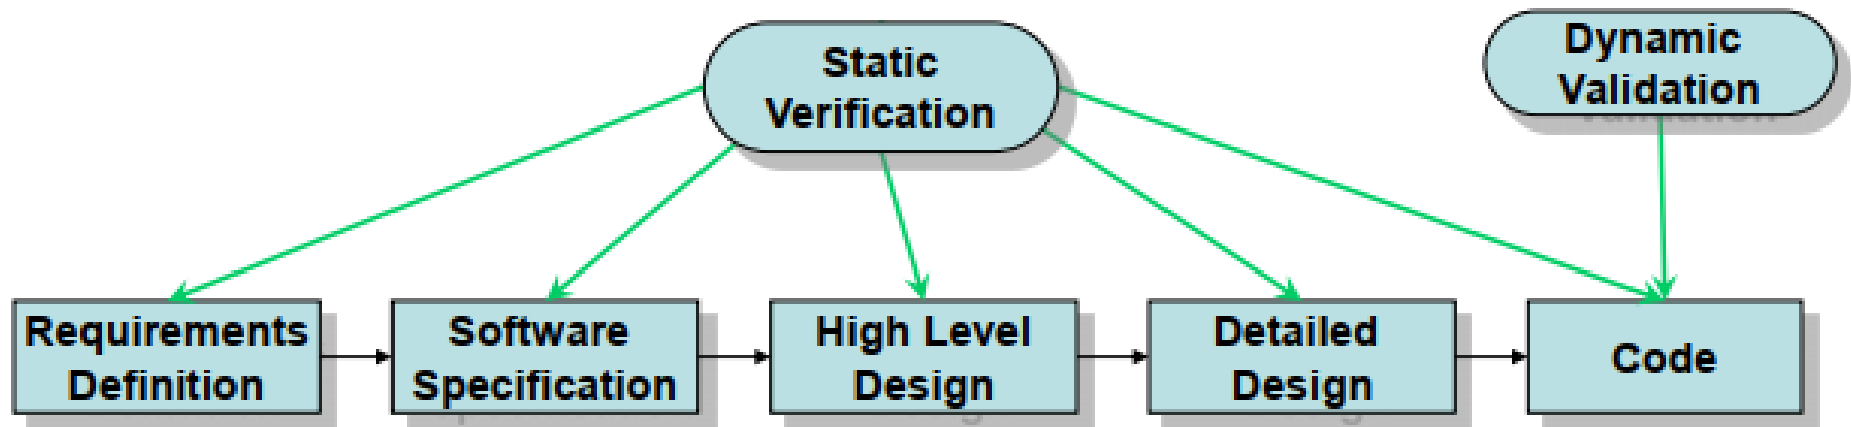 Static
Verification
Dynamic
Validation
Requirements
Definition
Software
Specification
High Level
Design
Detailed
Design
Code